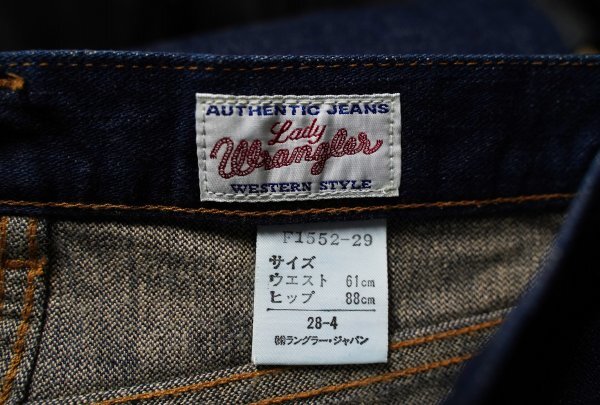 AUTHENTIC JEANS
Lady
Wrangler
WESTERN STYLE
F1552-29
サイズ
ウエスト 61cm
ヒップ 88cm
28-4
㈱ラングラー・ジャパン